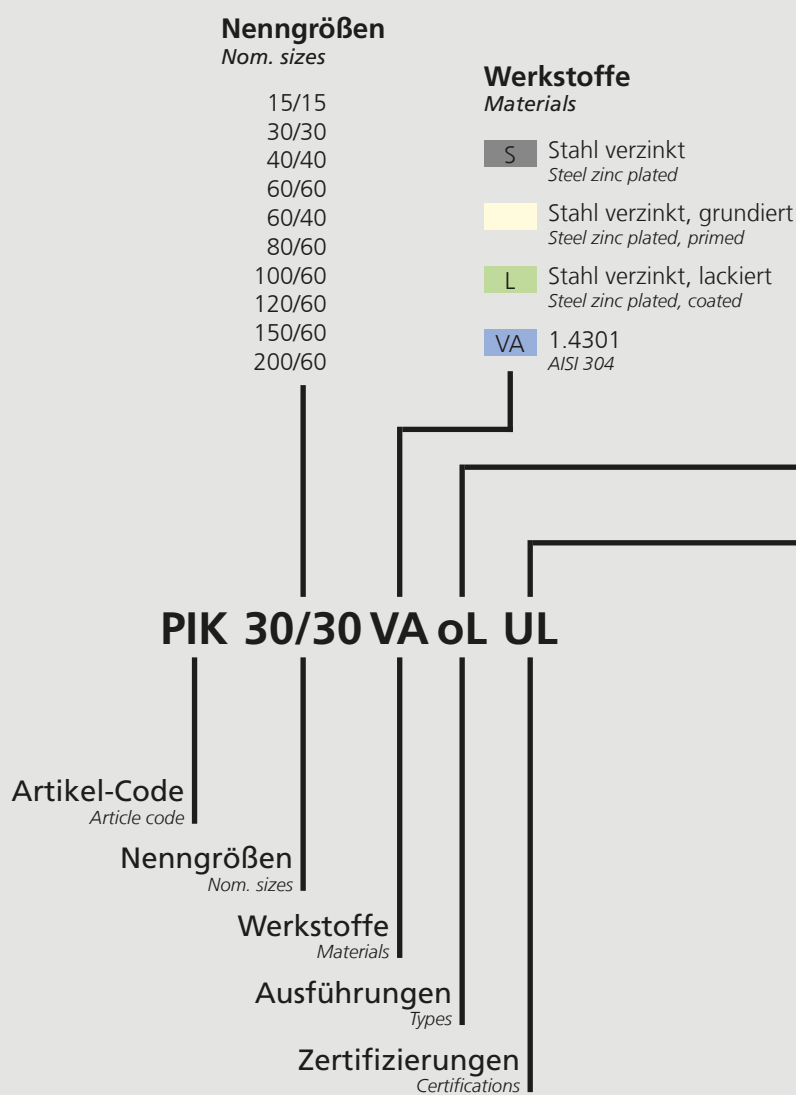 Nenngrößen
Nom. sizes
15/15
30/30
40/40
60/60
60/40
80/60
100/60
120/60
150/60
200/60
Werkstoffe
Materials
S Stahl verzinkt
Steel zinc plated
Stahl verzinkt, grundiert
Steel zinc plated, primed
L Stahl verzinkt, lackiert
Steel zinc plated, coated
VA 1.4301
AISI 304
PIK 30/30 VA oL UL
Artikel-Code
Article code
Nenngrößen
Nom. sizes
Werkstoffe
Materials
Ausführungen
Types
Zertifizierungen
Certifications